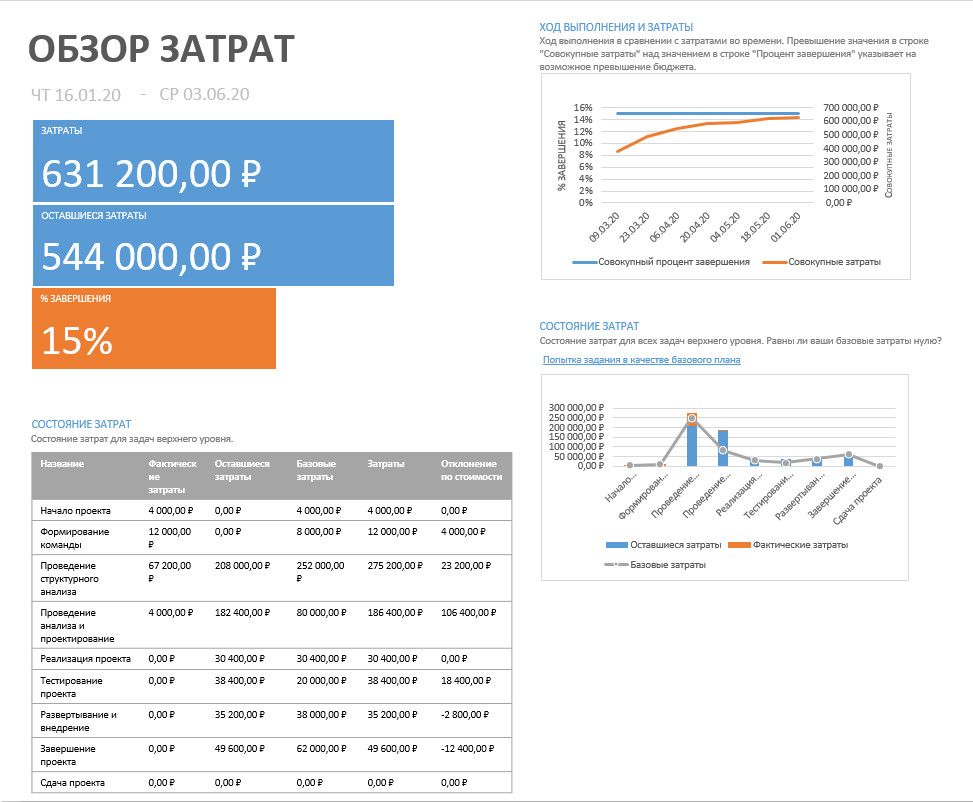 ОБЗОР ЗАТРАТ
ЧТ 16.01.20 - СР 03.06.20
ЗАТРАТЫ
631 200,00 ₽
ОСТАВШИЕСЯ ЗАТРАТЫ
544 000,00 ₽
% ЗАВЕРШЕНИЯ
15%
СОСТОЯНИЕ ЗАТРАТ
Состояние затрат для задач верхнего уровня.
Название Фактическ Оставшиеся Базовые Затраты Отклонение
ие затраты затраты по стоимости
затраты
Начало проекта 4 000,00 ₽ 0,00 ₽ 4 000,00 ₽ 4 000,00 ₽ 0,00 ₽
Формирование 12 000,00 0,00 ₽ 8 000,00 ₽ 12 000,00 ₽ 4 000,00 ₽
команды ₽
Проведение 67 200,00 208 000,00 ₽ 252 000,00 275 200,00 ₽ 23 200,00 ₽
структурного ₽ ₽
анализа
Проведение 4 000,00 ₽ 182 400,00 ₽ 80 000,00 ₽ 186 400,00 ₽ 106 400,00 ₽
анализа и
проектирование
Реализация проекта 0,00 ₽ 30 400,00 ₽ 30 400,00 ₽ 30 400,00 ₽ 0,00 ₽
Тестирование 0,00 ₽ 38 400,00 ₽ 20 000,00 ₽ 38 400,00 ₽ 18 400,00 ₽
проекта
Развертывание и 0,00 ₽ 35 200,00 ₽ 38 000,00 ₽ 35 200,00 ₽ -2 800,00 ₽
внедрение
Завершение 0,00 ₽ 49 600,00 ₽ 62 000,00 ₽ 49 600,00 ₽ -12 400,00 ₽
проекта
Сдача проекта 0,00 ₽ 0,00 ₽ 0,00 ₽ 0,00 ₽ 0,00 ₽
ХОД ВЫПОЛНЕНИЯ И ЗАТРАТЫ
Ход выполнения в сравнении с затратами во времени. Превышение значения в строке
"Совокупные затраты" над значением в строке "Процент завершения" указывает на
возможное превышение бюджета.
% ЗАВЕРШЕНИЯ
16%
14%
12%
10%
8%
6%
4%
2%
0%
700 000,00 ₽
600 000,00 ₽
500 000,00 ₽
400 000,00 ₽
300 000,00 ₽
200 000,00 ₽
100 000,00 ₽
0,00 ₽
СОВОКУПНЫЕ ЗАТРАТЫ
09.03.20 23.03.20 06.04.20 20.04.20 04.05.20 18.05.20 01.06.20
Совокупный процент завершения Совокупные затраты
СОСТОЯНИЕ ЗАТРАТ
Состояние затрат для всех задач верхнего уровня. Равны ли ваши базовые затраты нулю?
Попытка задания в качестве базового плана
300 000,00 ₽
250 000,00 ₽
200 000,00 ₽
150 000,00 ₽
100 000,00 ₽
50 000,00 ₽
0,00 ₽
Начало... Формирован... Проведение... Проведение... Реализация... Тестировани... Развертыван... Завершение... Сдача проекта
Оставшиеся затраты Фактические затраты
Базовые затраты